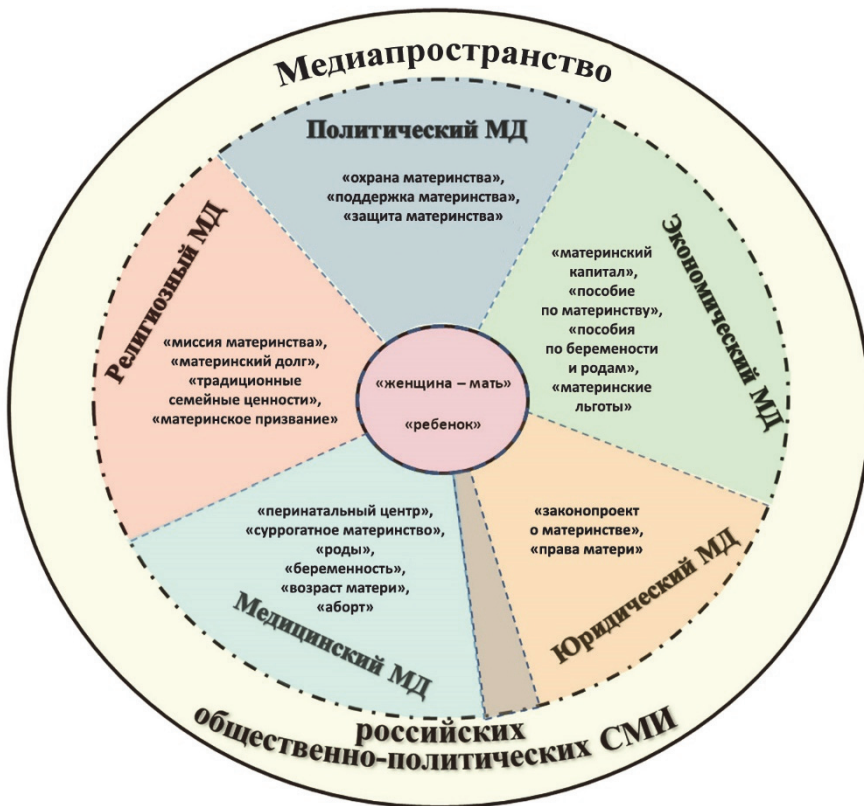 Медиапространство
Политический МД
«охрана материнства»,
«поддержка материнства»,
«защита материнства»
Экономический МД
«материнский
капитал»,
«пособие
по материнству»,
«пособия
по беремености
и родам»,
«материнские
льготы»
Религиозный МД
«миссия материнства»,
«материнский долг»,
«традиционные
семейные ценности»,
«материнское призвание»
«женщина – мать»
«ребенок»
«перинатальный центр»,
«суррогатное материнство»,
«роды»,
«беременность»,
«возраст матери»,
«аборт»
Медицинский МД
«законопроект
о материнстве»,
«права матери»
Юридический МД
российских
общественно-политических СМИ